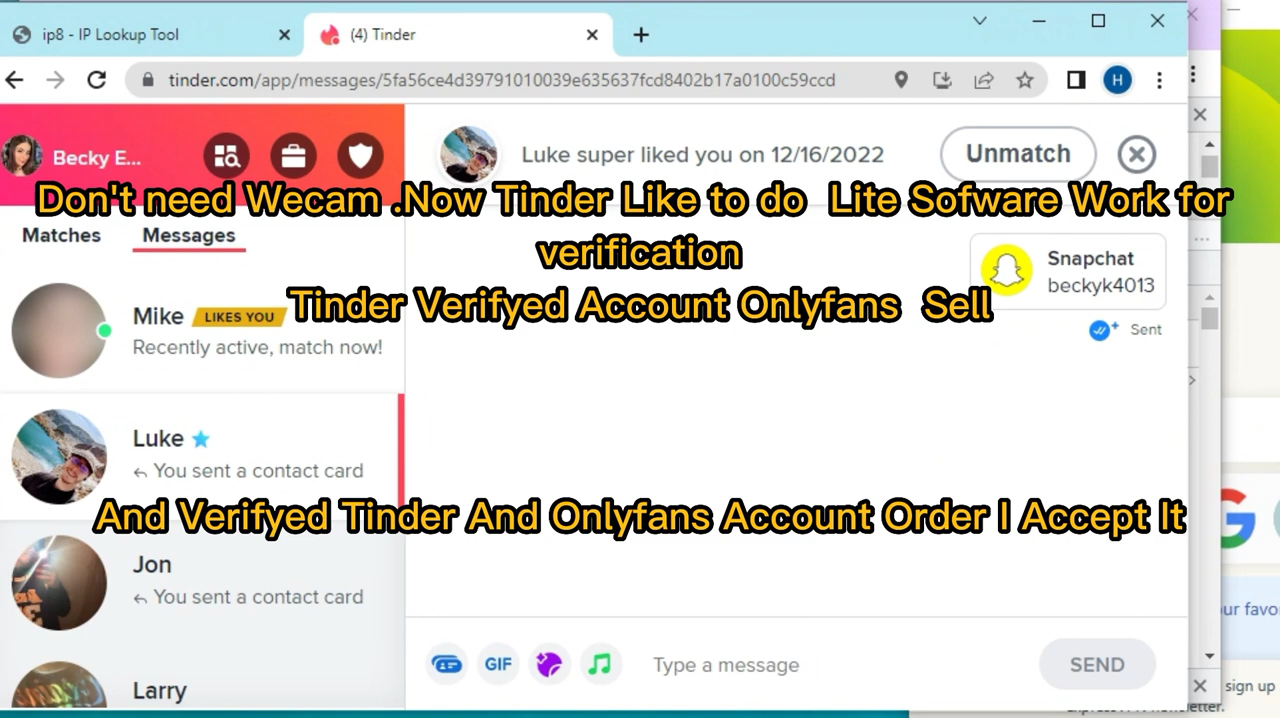 ip8 - IP Lookup Tool
(4) Tinder
tinder.com/app/messages/5fa56ce4d39791010039e635637fcd8402b17a0100c59ccd
H
Becky E...
Luke super liked you on 12/16/2022
Unmatch
Don't need Wecam .Now Tinder Like to do Lite Sofware Work for
verification
Matches
Messages
Snapchat
beckyk4013
Tinder Verifyed Account Onlyfans Sell
Mike LIKES YOU
Recently active, match now!
Sent
Luke
You sent a contact card
And Verifyed Tinder And Onlyfans Account Order I Accept It
Jon
You sent a contact card
Larry
GIF
Type a message
SEND
sign up